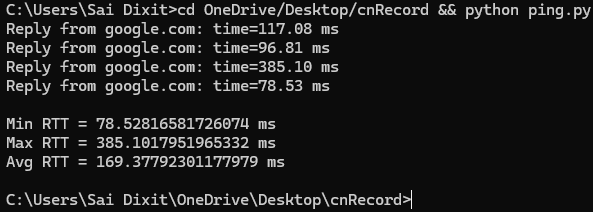 C:\Users\Sai Dixit>cd OneDrive/Desktop/cnRecord && python ping.py
Reply from google.com: time=117.08 ms
Reply from google.com: time=96.81 ms
Reply from google.com: time=385.10 ms
Reply from google.com: time=78.53 ms
Min RTT = 78.52816581726074 ms
Max RTT = 385.1017951965332 ms
Avg RTT = 169.37792301177979 ms
C:\Users\Sai Dixit\OneDrive\Desktop\cnRecord>